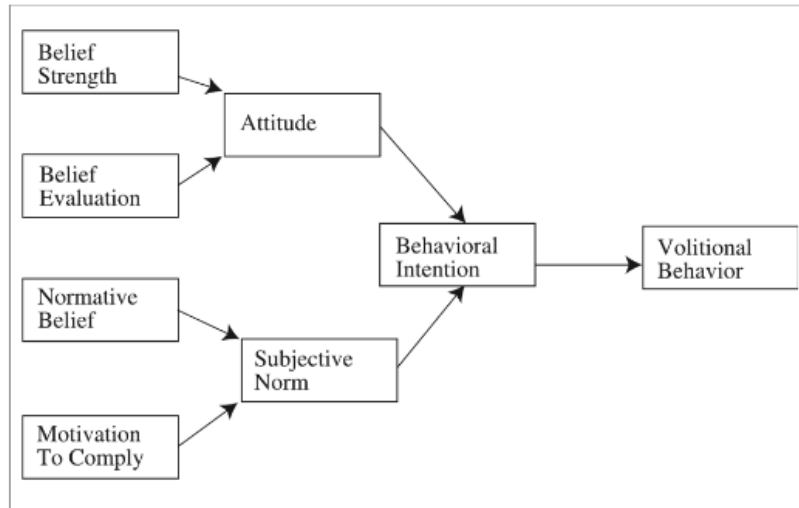 Belief
Strength
Attitude
Belief
Evaluation
Behavioral
Intention
Volitional
Behavior
Normative
Belief
Subjective
Norm
Motivation
To Comply